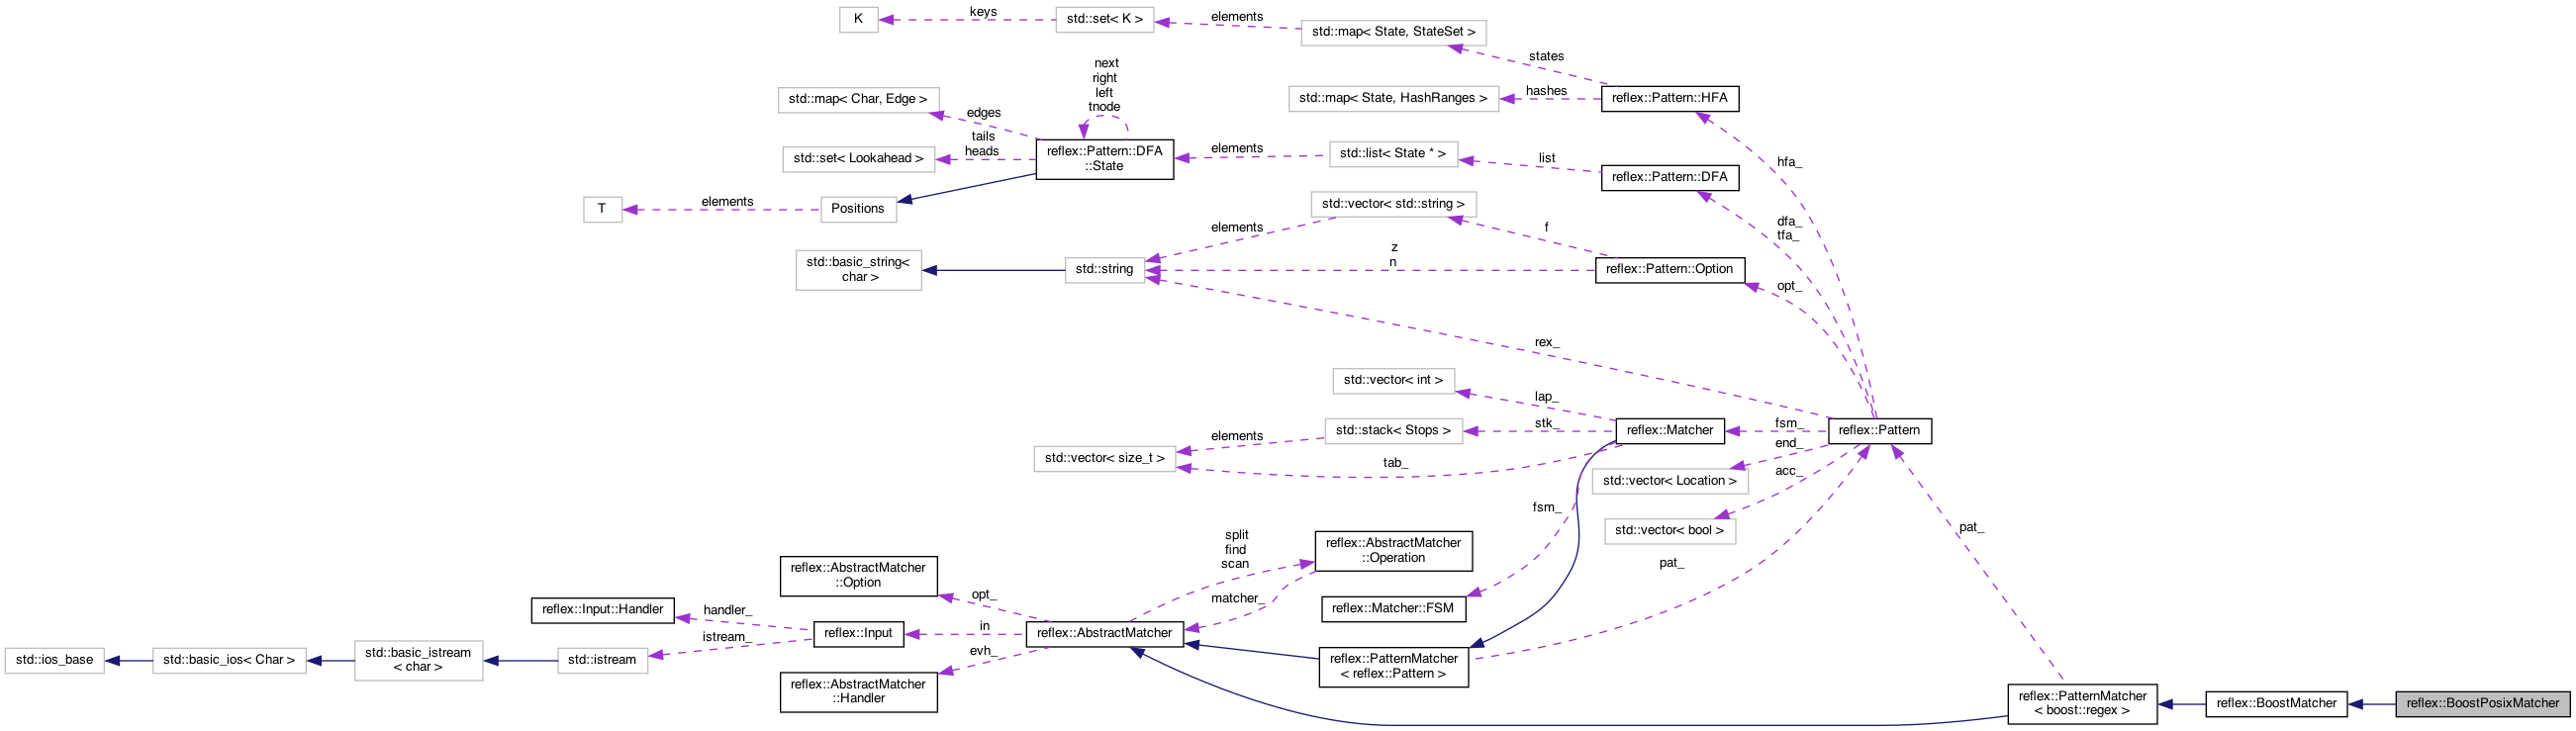 K
keys
std::set< K >
elements
std::map< State, StateSet >
states
next
right
left
tnode
std::map< Char, Edge >
edges
std::map< State, HashRanges >
hashes
reflex::Pattern::HFA
tails
heads
std::set< Lookahead >
reflex::Pattern::DFA
::State
elements
std::list< State * >
list
hfa_
reflex::Pattern::DFA
T
elements
Positions
std::vector< std::string >
elements
f
dfa_
tfa_
std::basic_string<
char >
std::string
z
n
reflex::Pattern::Option
opt_
rex_
std::vector< int >
lap_
std::stack< Stops >
stk_
reflex::Matcher
fsm_
reflex::Pattern
elements
std::vector< size_t >
tab_
end_
std::vector< Location >
acc_
fsm_
std::vector< bool >
pat_
split
find
scan
reflex::AbstractMatcher
::Operation
pat_
reflex::AbstractMatcher
::Option
opt_
matcher_
reflex::Input::Handler
handler_
reflex::Matcher::FSM
reflex::Input
in
reflex::AbstractMatcher
istream_
evh_
std::ios_base
std::basic_ios< Char >
std::basic_istream
< char >
std::istream
reflex::PatternMatcher
< reflex::Pattern >
reflex::AbstractMatcher
::Handler
reflex::PatternMatcher
< boost::regex >
reflex::BoostMatcher
reflex::BoostPosixMatcher